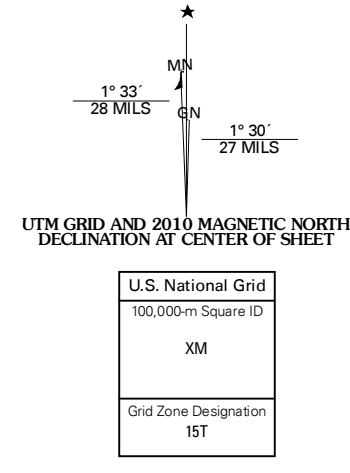 MN
GN
1° 33´
28 MILS
1° 30´
27 MILS
UTM GRID AND 2010 MAGNETIC NORTH
DECLINATION AT CENTER OF SHEET
U.S. National Grid
100,000-m Square ID
XM
Grid Zone Designation
15T